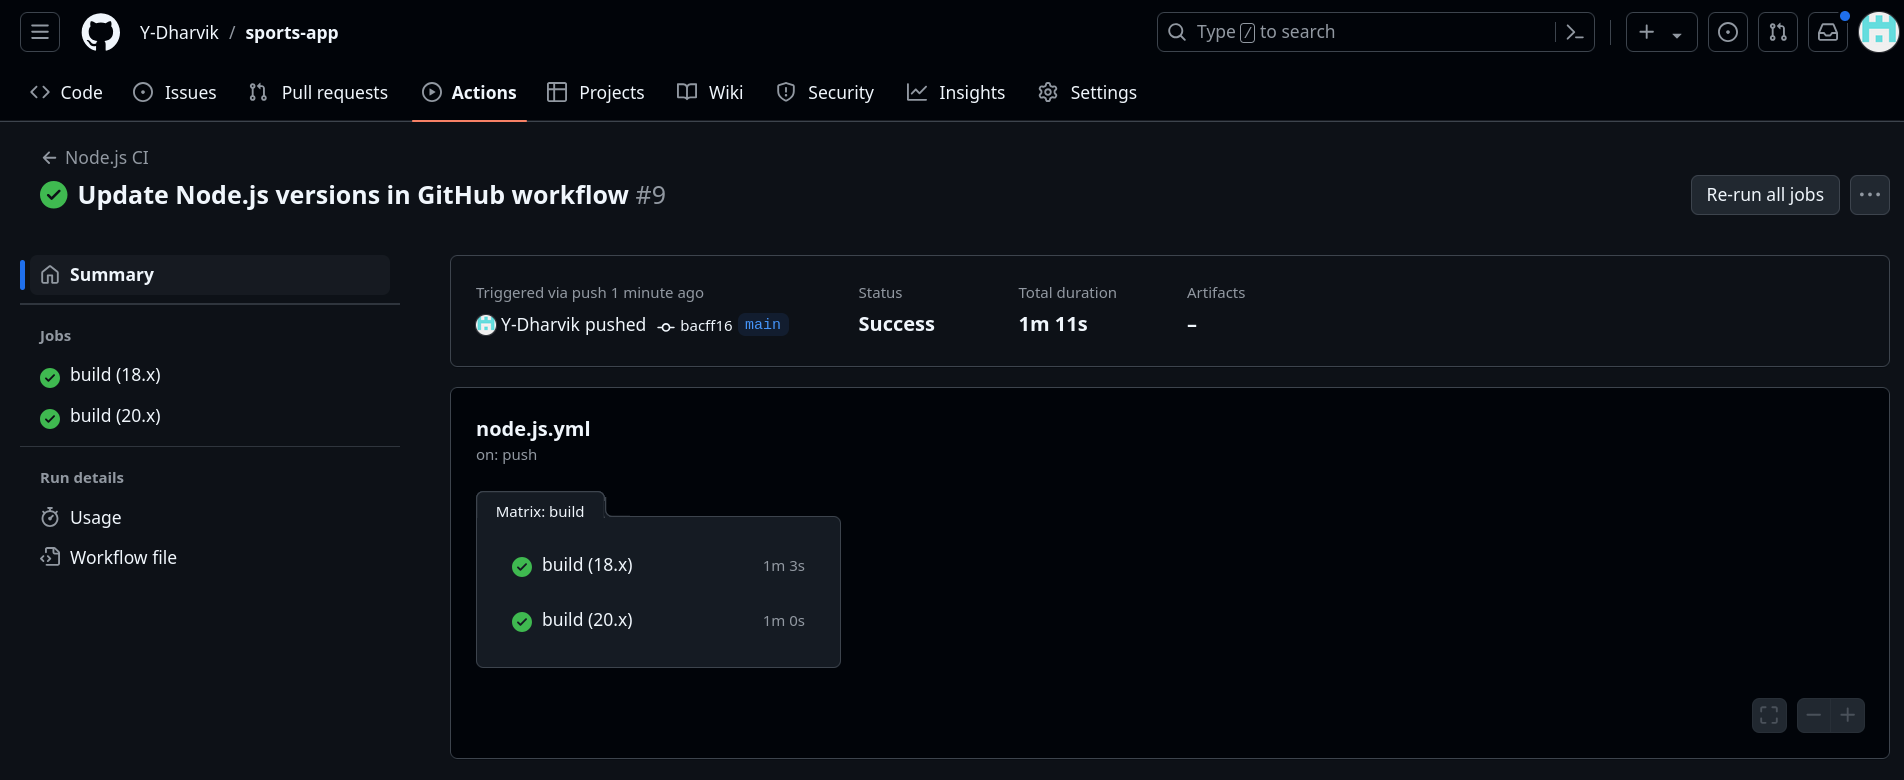 Y-Dharvik / sports-app
Type / to search
Code Issues Pull requests Actions Projects Wiki Security Insights Settings
Node.js CI
Update Node.js versions in GitHub workflow #9
Re-run all jobs
Summary
Jobs
build (18.x)
build (20.x)
Run details
Usage
Workflow file
Triggered via push 1 minute ago
Y-Dharvik pushed bacff16 main
Status
Success
Total duration
1m 11s
Artifacts
–
node.js.yml
on: push
Matrix: build
build (18.x) 1m 3s
build (20.x) 1m 0s